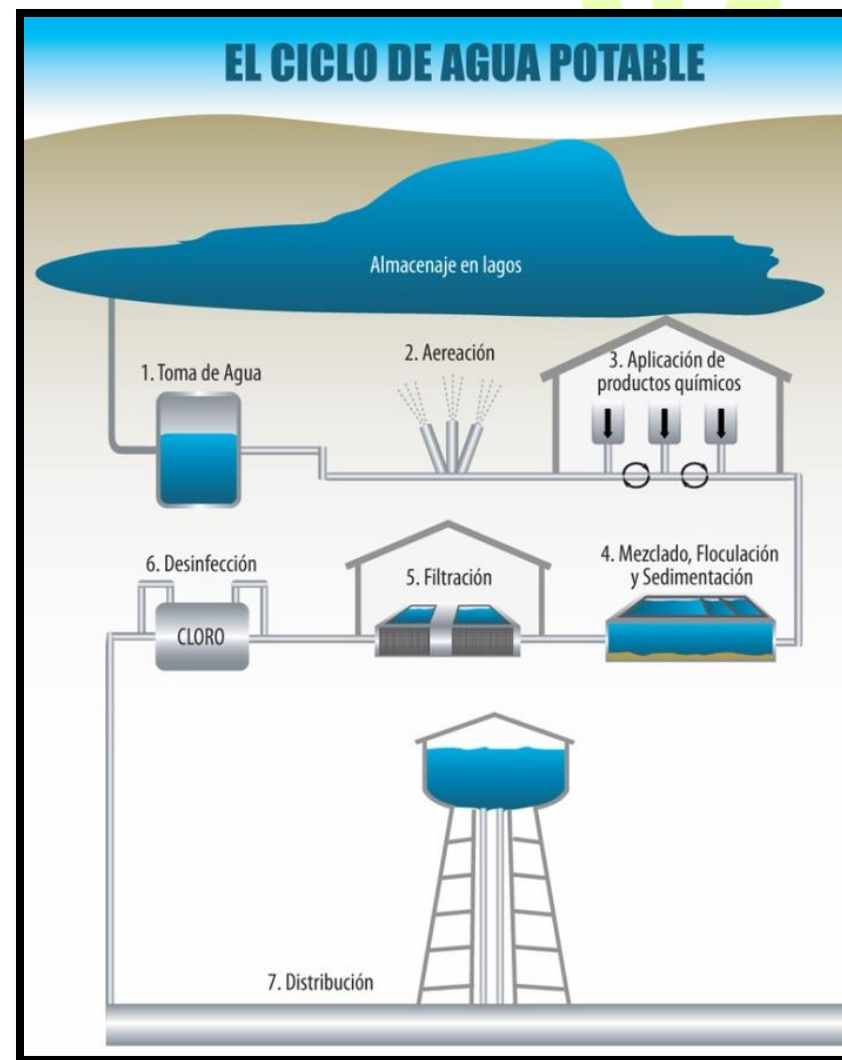 EL CICLO DE AGUA POTABLE
Almacenaje en lagos
1. Toma de Agua
2. Aereación
3. Aplicación de
productos químicos
6. Desinfección
CLORO
5. Filtración
4. Mezclado, Floculación
y Sedimentación
7. Distribución